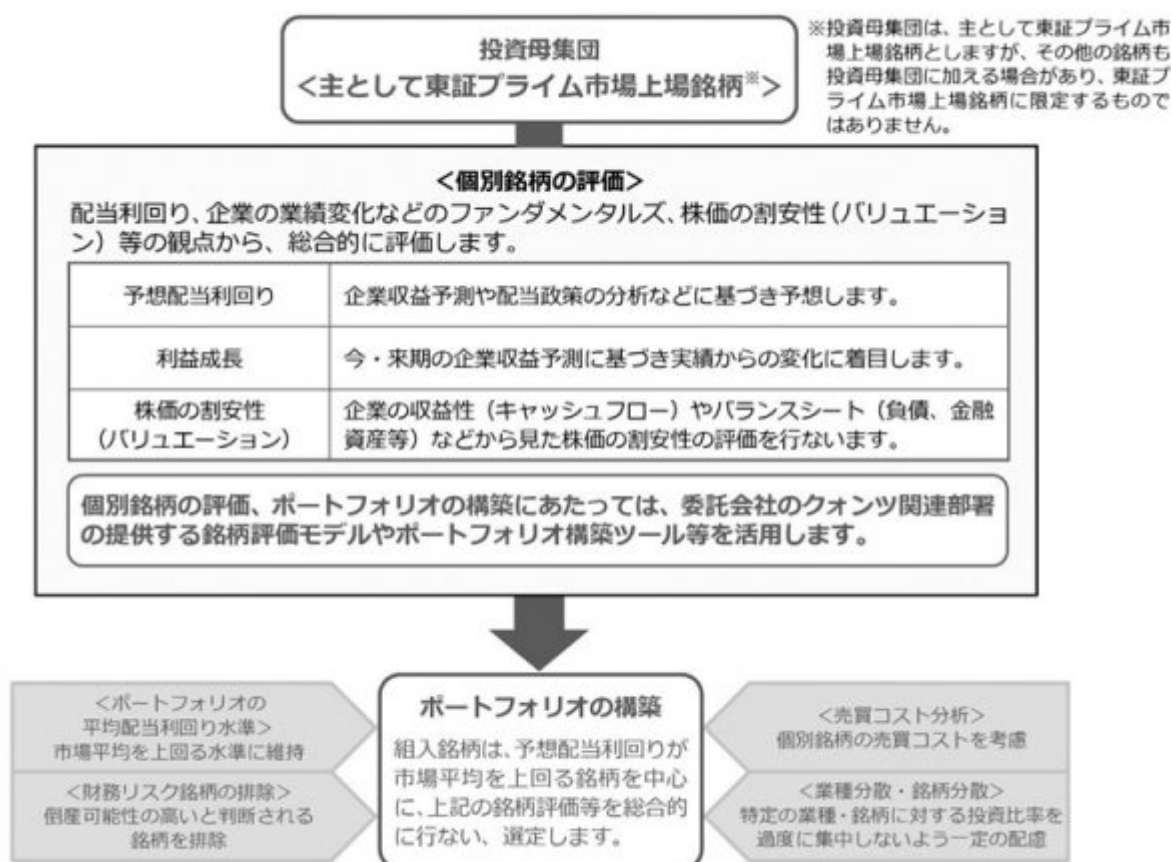 投資母集団
<主として東証プライム市場上場銘柄※>
※投資母集団は、主として東証プライム市
場上場銘柄としますが、その他の銘柄も
投資母集団に加える場合があり、東証プ
ライム市場上場銘柄に限定するもので
はありません。
<個別銘柄の評価>
配当利回り、企業の業績変化などのファンダメンタルズ、株価の割安性(バリュエーショ
ン)等の観点から、総合的に評価します。
予想配当利回り
企業収益予測や配当政策の分析などに基づき予想します。
利益成長
今・来期の企業収益予測に基づき実績からの変化に着目します。
株価の割安性
(バリュエーション)
企業の収益性(キャッシュフロー)やバランスシート(負債、金融
資産等)などから見た株価の割安性の評価を行ないます。
個別銘柄の評価、ポートフォリオの構築にあたっては、委託会社のクォンツ関連部署
の提供する銘柄評価モデルやポートフォリオ構築ツール等を活用します。
<ポートフォリオの
平均配当利回り水準>
市場平均を上回る水準に維持
<財務リスク銘柄の排除>
倒産可能性の高いと判断される
銘柄を排除
ポートフォリオの構築
組入銘柄は、予想配当利回りが
市場平均を上回る銘柄を中心
に、上記の銘柄評価等を総合的
に行ない、選定します。
<売買コスト分析>
個別銘柄の売買コストを考慮
<業種分散・銘柄分散>
特定の業種・銘柄に対する投資比率を
過度に集中しないよう一定の配慮